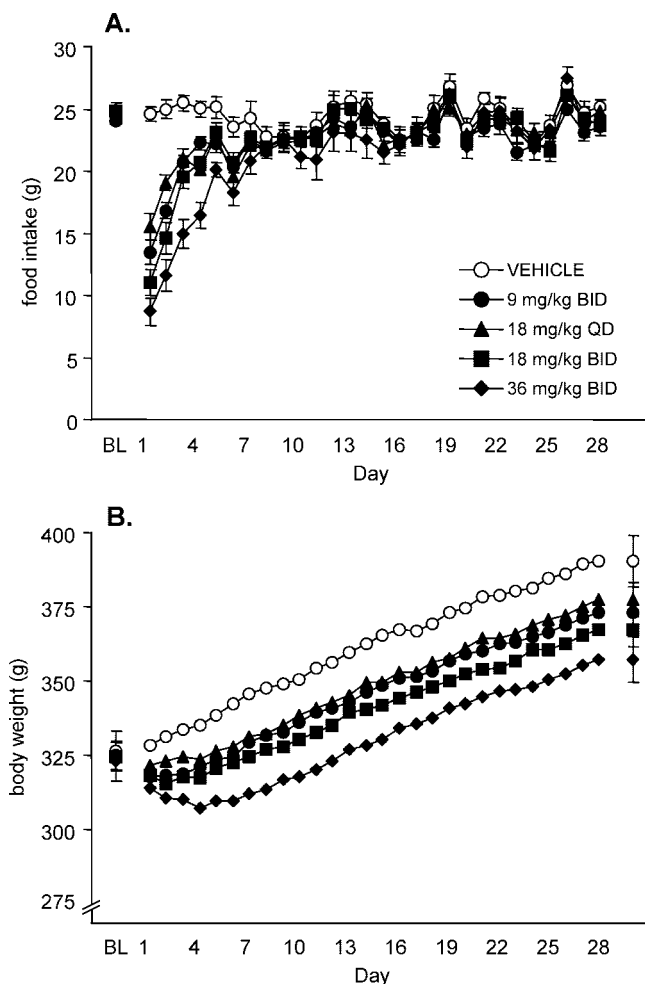 A.
30
25
20
15
10
5
0
food intake (g)
VEHICLE
9 mg/kg BID
18 mg/kg QD
18 mg/kg BID
36 mg/kg BID
BL 1 4 7 10 13 16 19 22 25 28
Day
B.
400
375
350
325
300
275
body weight (g)
BL 1 4 7 10 13 16 19 22 25 28
Day